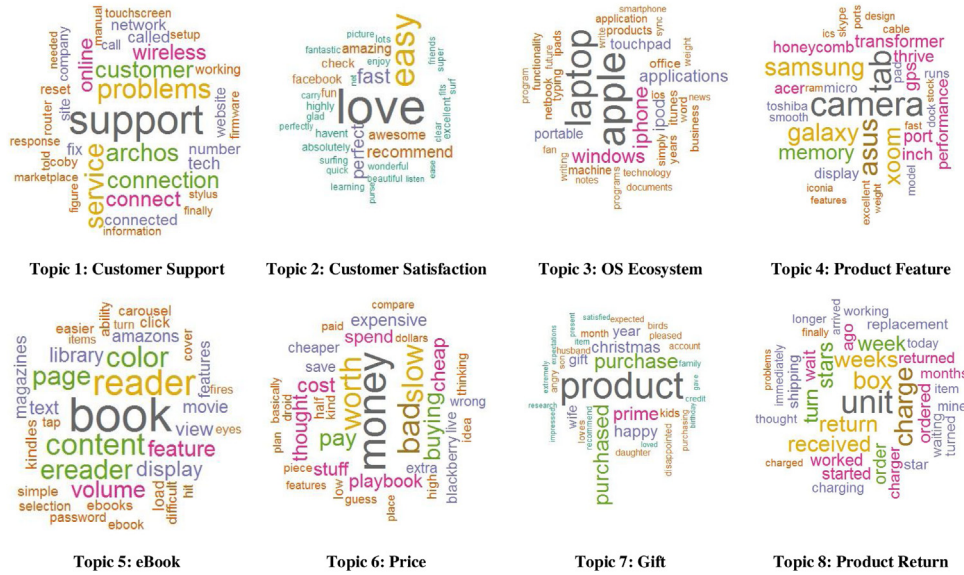 touchscreen
manual
network
needed
company
called
setup
call
online
wireless
customer
working
reset
problems
site
router
support
website
firmware
response
fix
archos
number
told
coby
service
tech
marketplace
connection
figure
connect
stylus
finally
connected
information
Topic 1: Customer Support
picture
lots
fantastic
amazing
easy
friends
super
check
enjoy
facebook
fast
carry
fun
not
highly
love
fits
surf
glad
excellent
clear
perfectly
havent
awesome
absolutely
perfect
recommend
surfing
wonderful
ease
quick
beautiful
listen
learning
purse
Topic 2: Customer Satisfaction
smartphone
application
sync
write
products
ipads
touchpad
weight
program
functionality
future
laptop
apple
office
typing
applications
netbook
iphone
ipods
ios
itunes
word
news
business
portable
simply
years
fan
windows
writing
machine
technology
notes
programs
documents
Topic 3: OS Ecosystem
ports
design
ics
skype
cable
honeycomb
transformer
samsung
tab
thrive
pad
gps
runs
acer
ram
micro
toshiba
camera
dock
stock
performance
smooth
galaxy
asus
fast
port
memory
xoom
inch
display
model
iconia
excellent
weight
features
Topic 4: Product Feature
carousel
ability
turn
click
easier
items
amazons
cover
magazines
library
color
page
reader
features
fires
book
movie
text
view
eyes
tap
kindles
content
feature
ereader
display
volume
load
difficult
hit
simple
ebooks
selection
password
ebook
Topic 5: eBook
compare
paid
expensive
spend
dollars
cheaper
save
worth
slow
cheap
cost
thinking
basically
droid
half
kind
thought
money
bad
buying
wrong
plan
pay
blackberry
live
idea
piece
stuff
extra
features
low
playbook
high
guess
place
Topic 6: Price
satisfied
expected
present
birds
month
year
pleased
item
christmas
expectations
husband
account
gift
purchase
son
family
angry
extremely
product
gave
credit
research
wife
prime
kids
birthday
impressed
loves
recommend
happy
purchasing
loved
purchased
daughter
disappointed
Topic 7: Gift
arrived
working
longer
ago
replacement
finally
wait
stars
week
today
problems
immediately
shipping
weeks
returned
turn
box
months
charge
unit
item
ordered
mine
thought
return
waiting
turned
received
worked
order
charged
started
star
charger
charging
Topic 8: Product Return